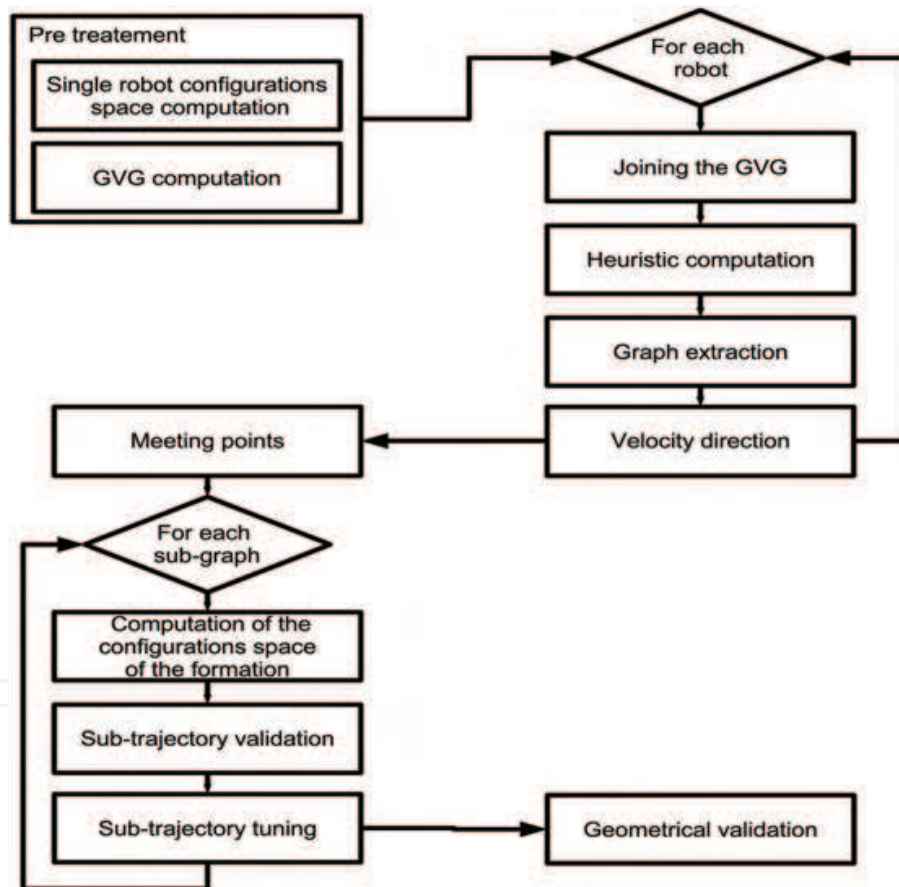 Pre treatement
Single robot configurations
space computation
GVG computation
For each
robot
Joining the GVG
Heuristic computation
Graph extraction
Velocity direction
Meeting points
For each
sub-graph
Computation of the
configurations space
of the formation
Sub-trajectory validation
Sub-trajectory tuning
Geometrical validation